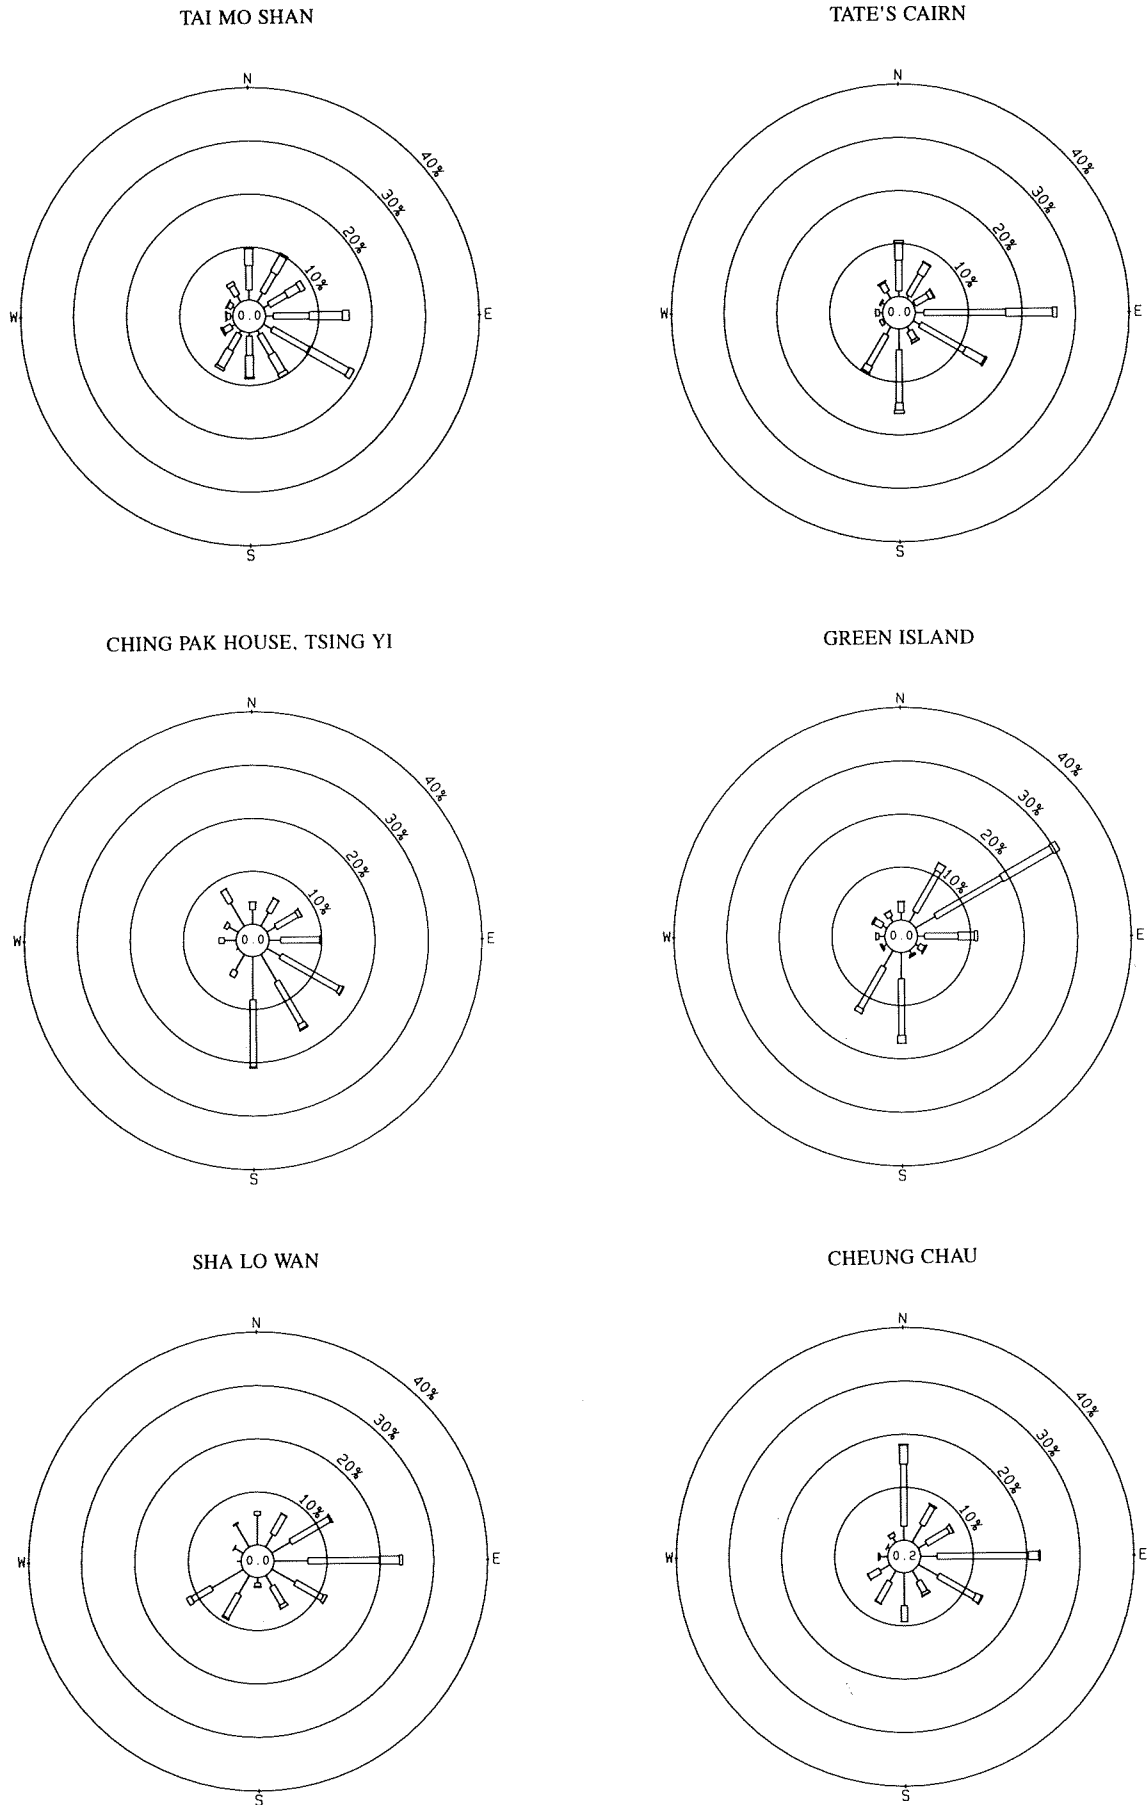 TAI MO SHAN
TATE'S CAIRN
N
40%
30%
20%
10%
W
0.0
E
S
N
40%
30%
20%
10%
W
0.0
E
S
CHING PAK HOUSE, TSING YI
GREEN ISLAND
N
40%
30%
20%
10%
W
0.0
E
S
N
40%
30%
20%
10%
W
0.0
E
S
SHA LO WAN
CHEUNG CHAU
N
40%
30%
20%
10%
W
0.0
E
S
N
40%
30%
20%
10%
W
0.2
E
S